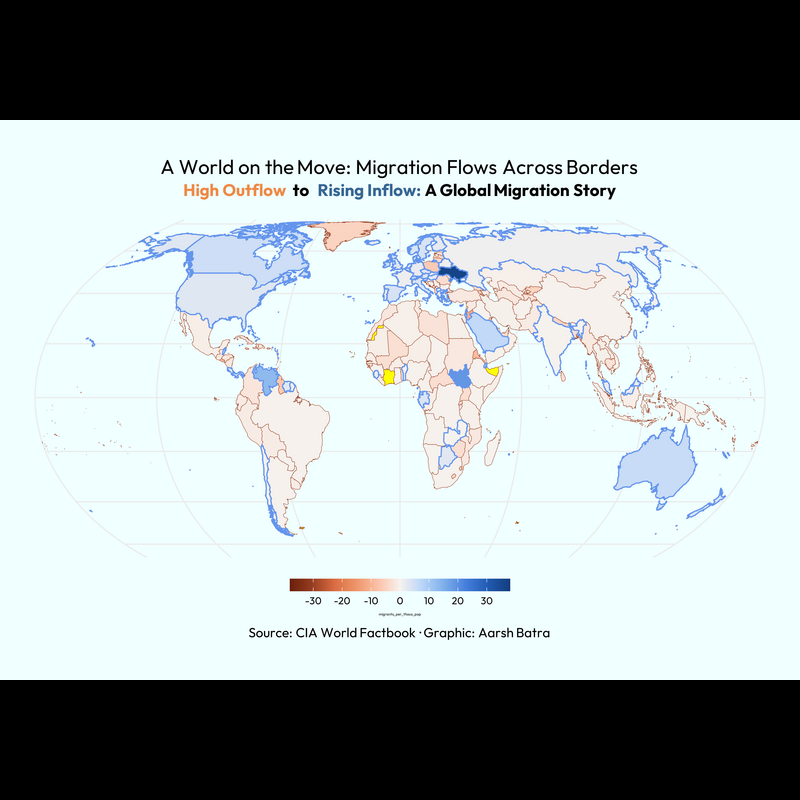 A World on the Move: Migration Flows Across Borders
High Outflow to Rising Inflow: A Global Migration Story
-30 -20 -10 0 10 20 30
migrants_per_thous_pop
Source: CIA World Factbook · Graphic: Aarsh Batra